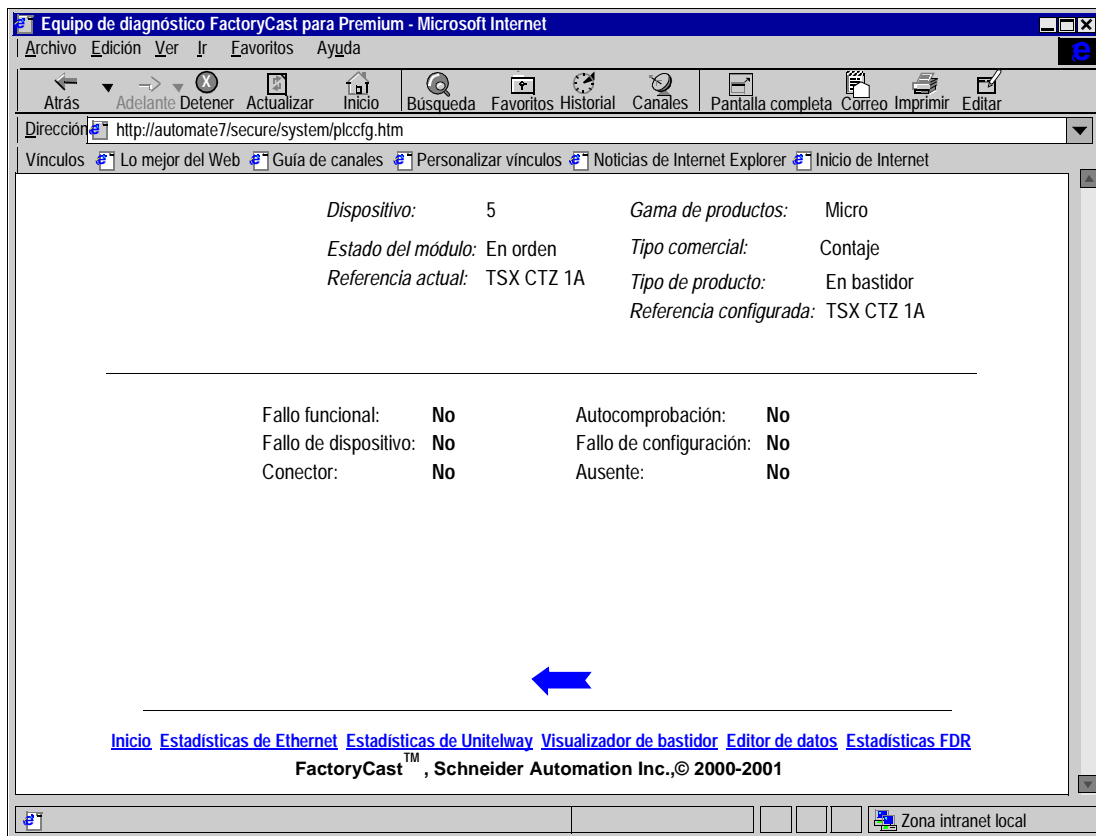 Equipo de diagnóstico FactoryCast para Premium - Microsoft Internet
Archivo Edición Ver Ir Favoritos Ayuda
Atrás Adelante Detener Actualizar Inicio Búsqueda Favoritos Historial Canales Pantalla completa Correo Imprimir Editar
Dirección http://automate7/secure/system/plccfg.htm
Vínculos Lo mejor del Web Guía de canales Personalizar vínculos Noticias de Internet Explorer Inicio de Internet
Dispositivo: 5 Gama de productos: Micro
Estado del módulo: En orden Tipo comercial: Contaje
Referencia actual: TSX CTZ 1A Tipo de producto: En bastidor
Referencia configurada: TSX CTZ 1A
Fallo funcional: No Autocomprobación: No
Fallo de dispositivo: No Fallo de configuración: No
Conector: No Ausente: No
Inicio Estadísticas de Ethernet Estadísticas de Unitelway Visualizador de bastidor Editor de datos Estadísticas FDR
FactoryCast™ , Schneider Automation Inc.,© 2000-2001
Zona intranet local